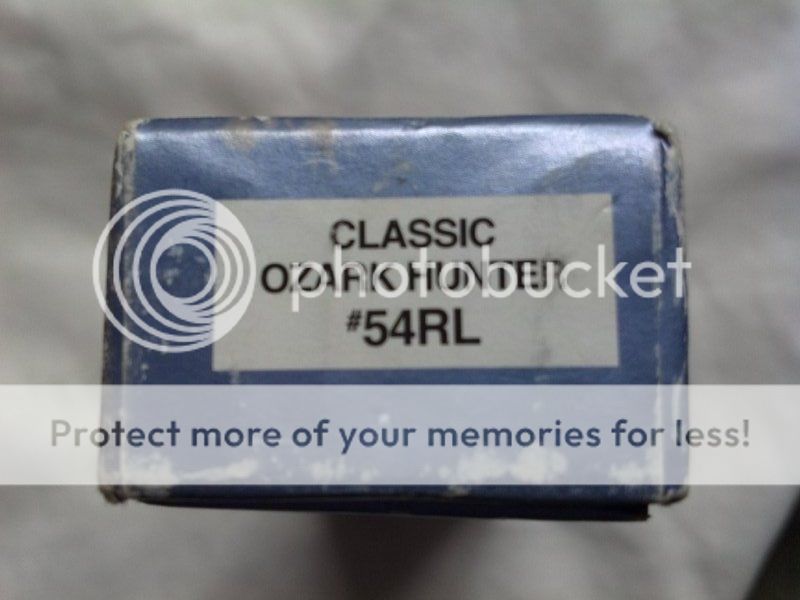 CLASSIC
OZARK HUNTER
photobucket
#54RL
Protect more of your memories for less!